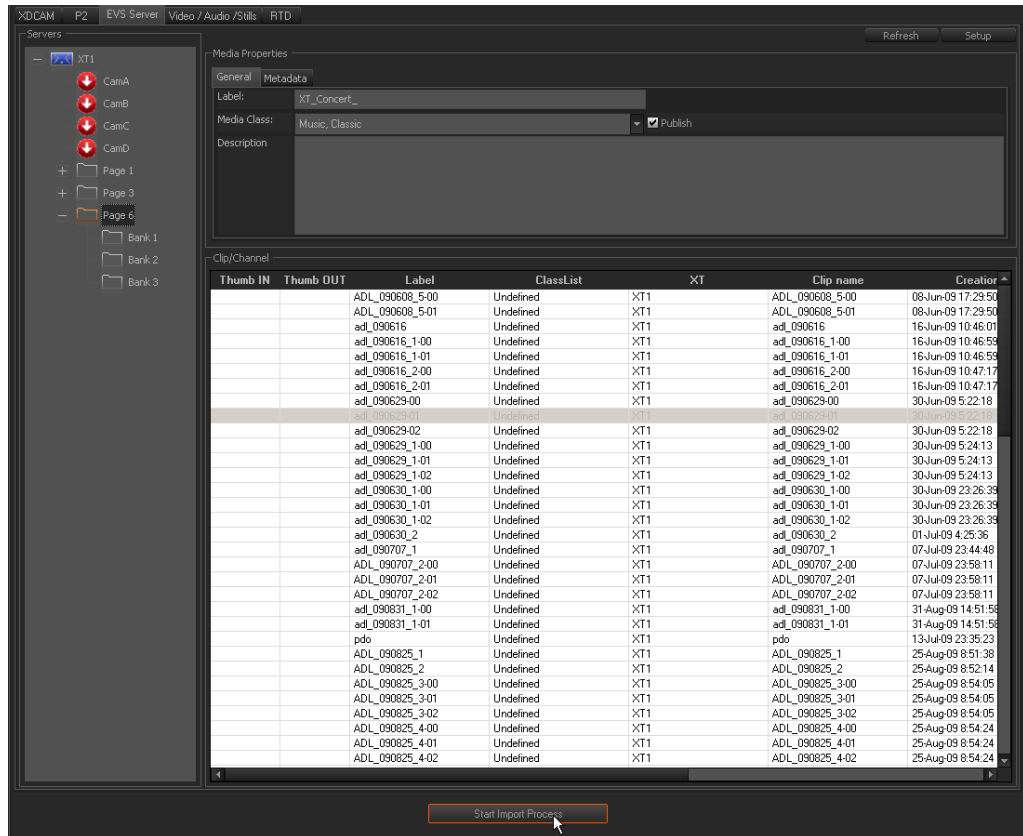 XDCAM P2 EVS Server Video / Audio /Stills RTD
Servers
Refresh Setup
XT1
CamA
CamB
CamC
CamD
Page 1
Page 3
Page 6
Bank 1
Bank 2
Bank 3
Media Properties
General Metadata
Label: XT_Concert_
Media Class: Music, Classic Publish
Description
Clip/Channel
Thumb IN Thumb OUT Label ClassList XT Clip name Creation
ADL_090608_5-00 Undefined XT1 ADL_090608_5-00 08-Jun-09 17:29:50
ADL_090608_5-01 Undefined XT1 ADL_090608_5-01 08-Jun-09 17:29:50
adl_090616 Undefined XT1 adl_090616 16-Jun-09 10:46:01
adl_090616_1-00 Undefined XT1 adl_090616_1-00 16-Jun-09 10:46:59
adl_090616_1-01 Undefined XT1 adl_090616_1-01 16-Jun-09 10:46:59
adl_090616_2-00 Undefined XT1 adl_090616_2-00 16-Jun-09 10:47:17
adl_090616_2-01 Undefined XT1 adl_090616_2-01 16-Jun-09 10:47:17
adl_090629-00 Undefined XT1 adl_090629-00 30-Jun-09 5:22:18
adl_090629-01 Undefined XT1 adl_090629-01 30-Jun-09 5:22:18
adl_090629-02 Undefined XT1 adl_090629-02 30-Jun-09 5:22:18
adl_090629_1-00 Undefined XT1 adl_090629_1-00 30-Jun-09 5:24:13
adl_090629_1-01 Undefined XT1 adl_090629_1-01 30-Jun-09 5:24:13
adl_090629_1-02 Undefined XT1 adl_090629_1-02 30-Jun-09 5:24:13
adl_090630_1-00 Undefined XT1 adl_090630_1-00 30-Jun-09 23:26:39
adl_090630_1-01 Undefined XT1 adl_090630_1-01 30-Jun-09 23:26:39
adl_090630_1-02 Undefined XT1 adl_090630_1-02 30-Jun-09 23:26:39
adl_090630_2 Undefined XT1 adl_090630_2 01-Jul-09 4:25:36
adl_090707_1 Undefined XT1 adl_090707_1 07-Jul-09 23:44:48
ADL_090707_2-00 Undefined XT1 ADL_090707_2-00 07-Jul-09 23:58:11
ADL_090707_2-01 Undefined XT1 ADL_090707_2-01 07-Jul-09 23:58:11
ADL_090707_2-02 Undefined XT1 ADL_090707_2-02 07-Jul-09 23:58:11
adl_090831_1-00 Undefined XT1 adl_090831_1-00 31-Aug-09 14:51:58
adl_090831_1-01 Undefined XT1 adl_090831_1-01 31-Aug-09 14:51:58
pdo Undefined XT1 pdo 13-Jul-09 23:35:23
ADL_090825_1 Undefined XT1 ADL_090825_1 25-Aug-09 8:51:38
ADL_090825_2 Undefined XT1 ADL_090825_2 25-Aug-09 8:52:14
ADL_090825_3-00 Undefined XT1 ADL_090825_3-00 25-Aug-09 8:54:05
ADL_090825_3-01 Undefined XT1 ADL_090825_3-01 25-Aug-09 8:54:05
ADL_090825_3-02 Undefined XT1 ADL_090825_3-02 25-Aug-09 8:54:05
ADL_090825_4-00 Undefined XT1 ADL_090825_4-00 25-Aug-09 8:54:24
ADL_090825_4-01 Undefined XT1 ADL_090825_4-01 25-Aug-09 8:54:24
ADL_090825_4-02 Undefined XT1 ADL_090825_4-02 25-Aug-09 8:54:24
Start Import Process